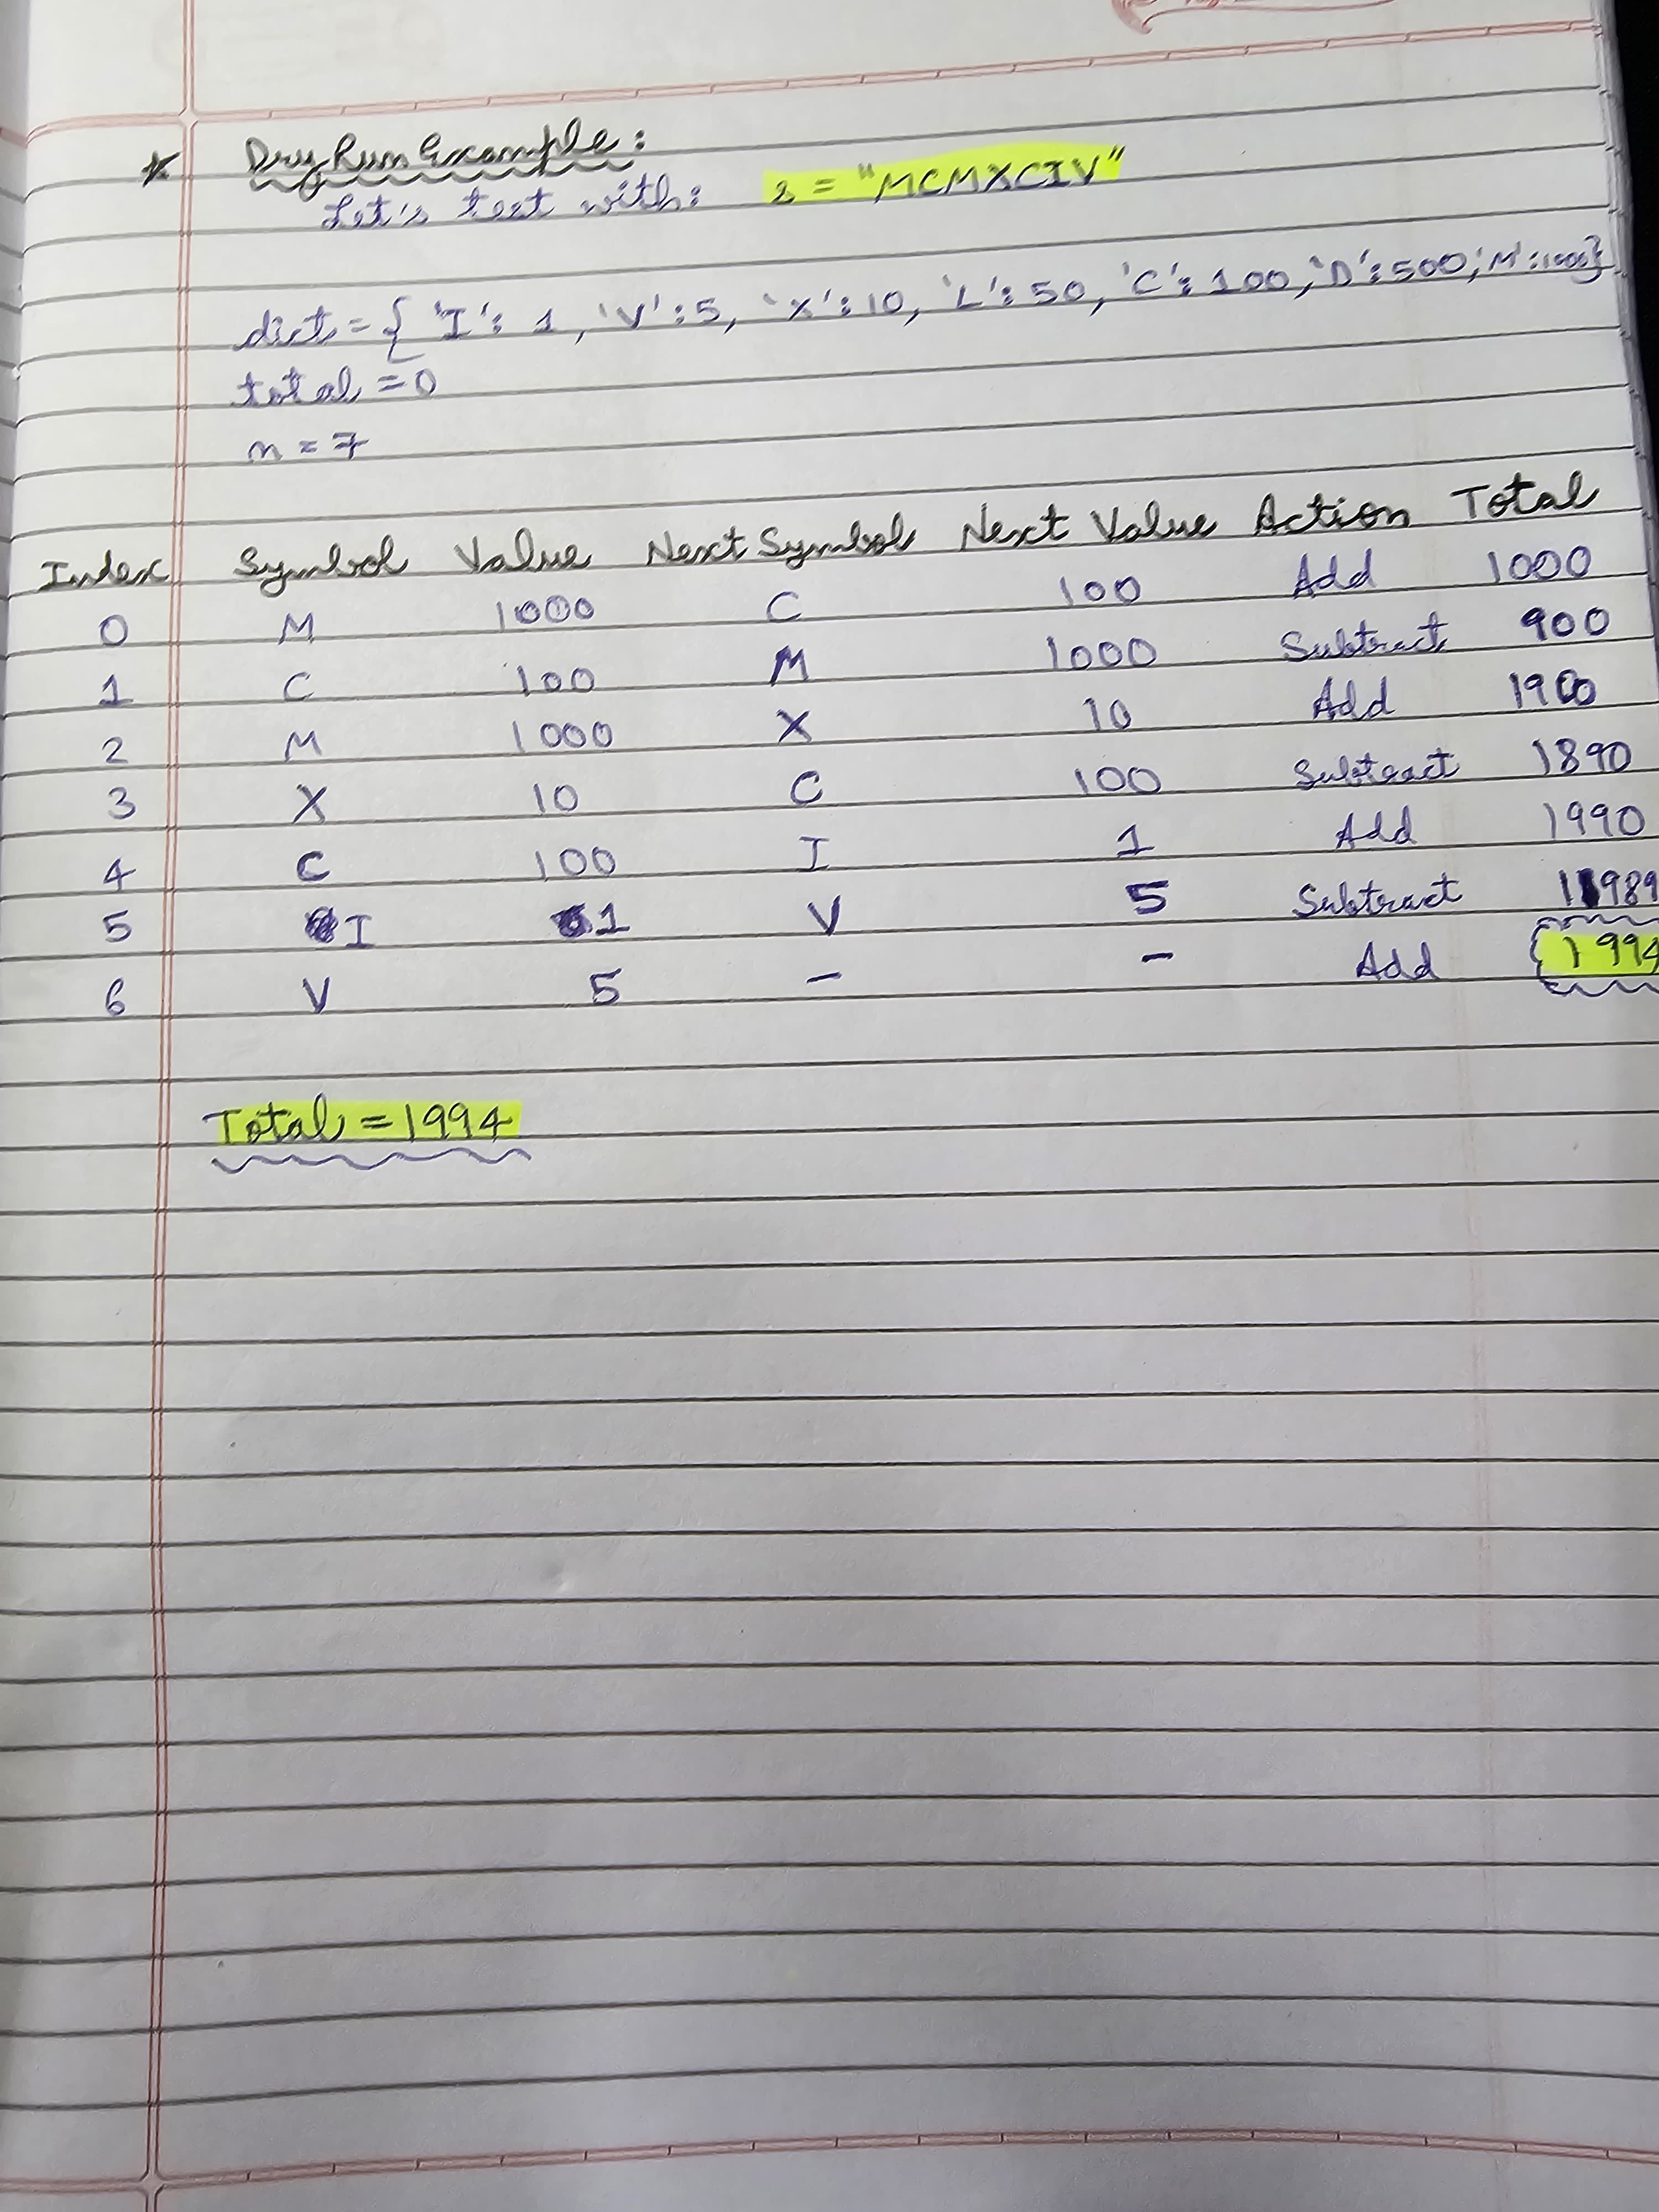 * Dry Run Example:
Let's test with: s = "MCMXCIV"
dict = { 'I': 1, 'V': 5, 'X': 10, 'L': 50, 'C': 100, 'D': 500, 'M': 1000}
total = 0
n = 7
Index Symbol Value Next Symbol Next Value Action Total
0 M 1000 C 100 Add 1000
1 C 100 M 1000 Subtract 900
2 M 1000 X 10 Add 1900
3 X 10 C 100 Subtract 1890
4 C 100 I 1 Add 1990
5 I 1 V 5 Subtract 1989
6 V 5 - - Add 1994
Total = 1994